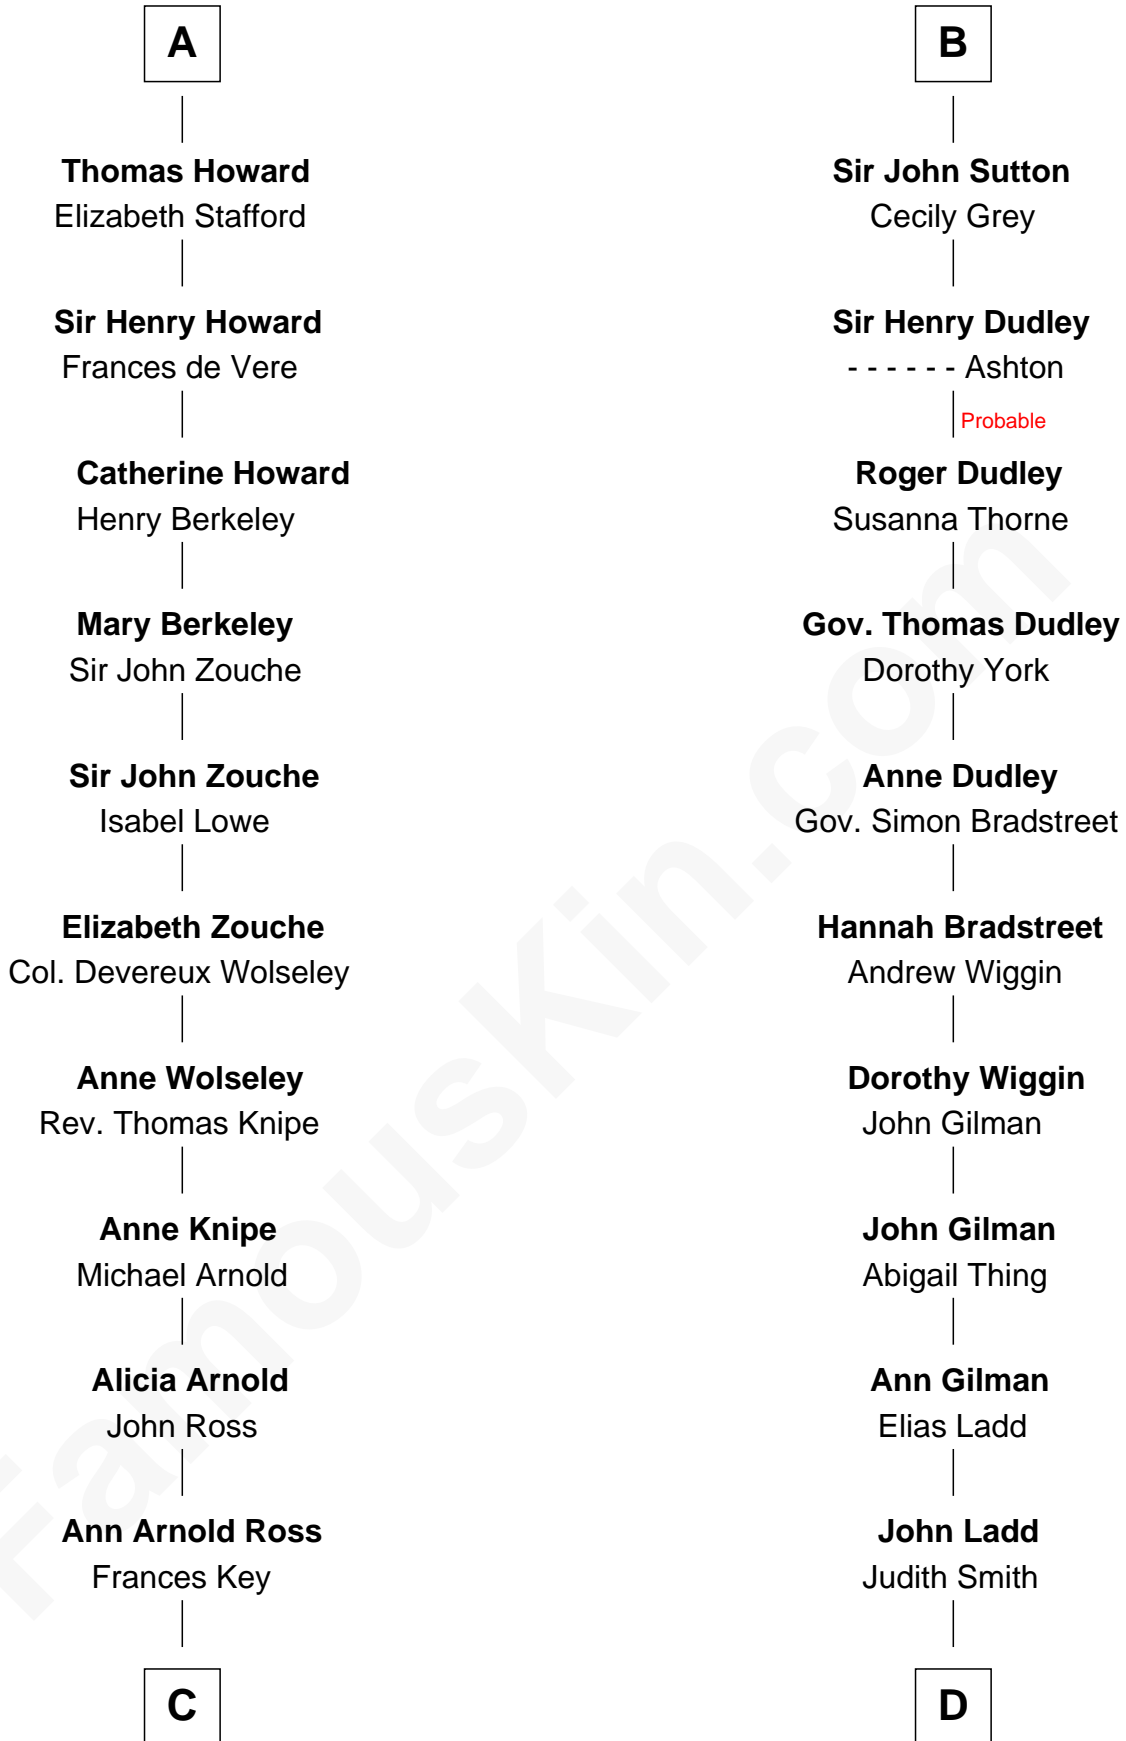 A
Thomas Howard
Elizabeth Stafford
Sir Henry Howard
Frances de Vere
Catherine Howard
Henry Berkeley
Mary Berkeley
Sir John Zouche
Sir John Zouche
Isabel Lowe
Elizabeth Zouche
Col. Devereux Wolseley
Anne Wolseley
Rev. Thomas Knipe
Anne Knipe
Michael Arnold
Alicia Arnold
John Ross
Ann Arnold Ross
Frances Key
C
B
Sir John Sutton
Cecily Grey
Sir Henry Dudley
- - - - - - Ashton
Probable
Roger Dudley
Susanna Thorne
Gov. Thomas Dudley
Dorothy York
Anne Dudley
Gov. Simon Bradstreet
Hannah Bradstreet
Andrew Wiggin
Dorothy Wiggin
John Gilman
John Gilman
Abigail Thing
Ann Gilman
Elias Ladd
John Ladd
Judith Smith
D
FamousKin.com